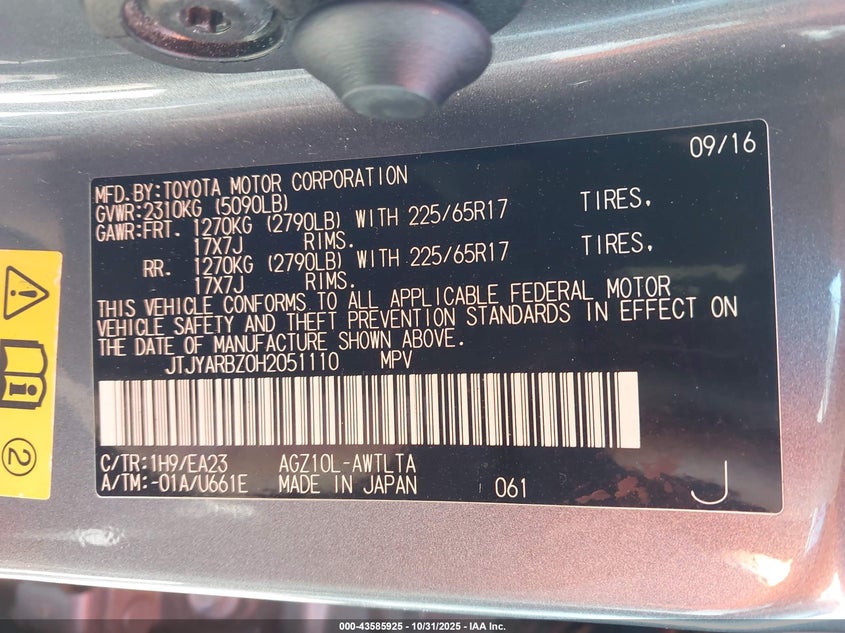 09/16
MFD.BY:TOYOTA MOTOR CORPORATION
GVWR:2310KG (5090LB)
GAWR:FRT. 1270KG (2790LB) WITH 225/65R17 TIRES,
17X7J RIMS.
RR. 1270KG (2790LB) WITH 225/65R17 TIRES,
17X7J RIMS.
THIS VEHICLE CONFORMS TO ALL APPLICABLE FEDERAL MOTOR
VEHICLE SAFETY AND THEFT PREVENTION STANDARDS IN EFFECT ON
THE DATE OF MANUFACTURE SHOWN ABOVE.
JTJYARBZ0H2051110 MPV
C/TR:1H9/EA23 AGZ10L-AWTLTA
A/TM:-01A/U661E MADE IN JAPAN 061 J
2
000-43585925 - 10/31/2025 - IAA Inc.